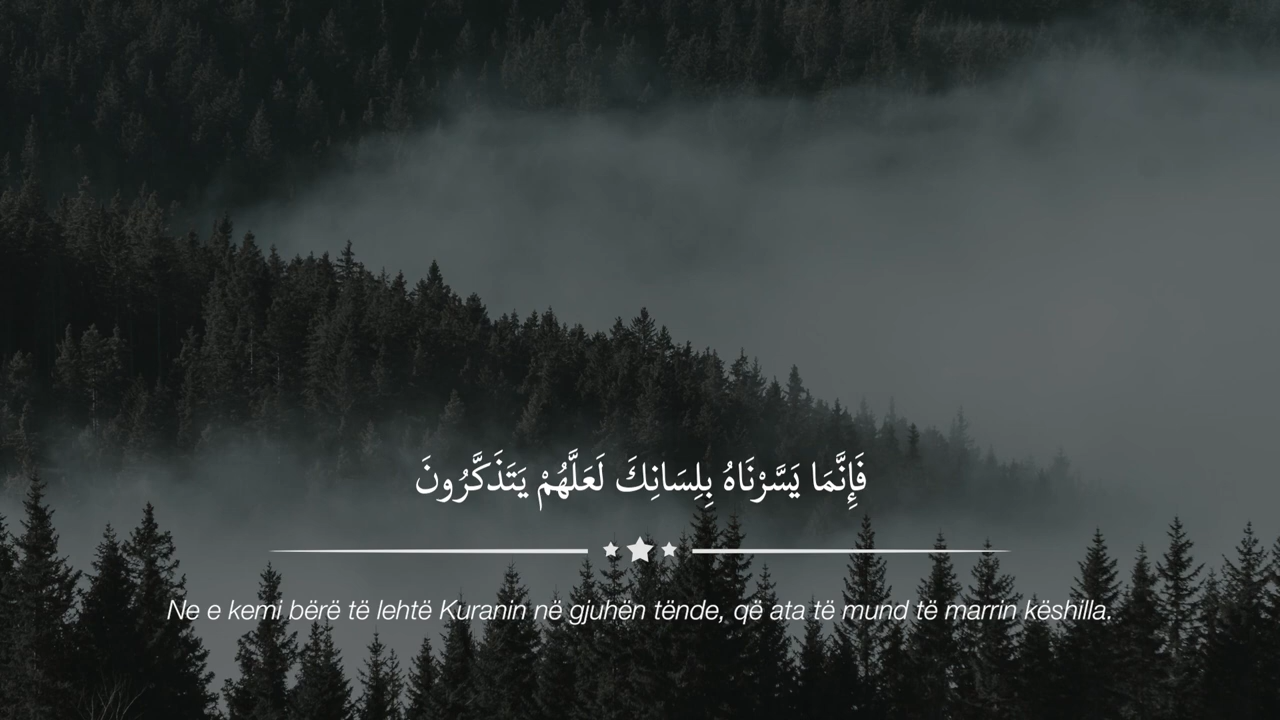 فَإِنَّمَا يَسَّرْنَاهُ بِلِسَانِكَ لَعَلَّهُمْ يَتَذَكَّرُونَ
Ne e kemi bërë të lehtë Kuranin në gjuhën tënde, që ata të mund të marrin këshilla.